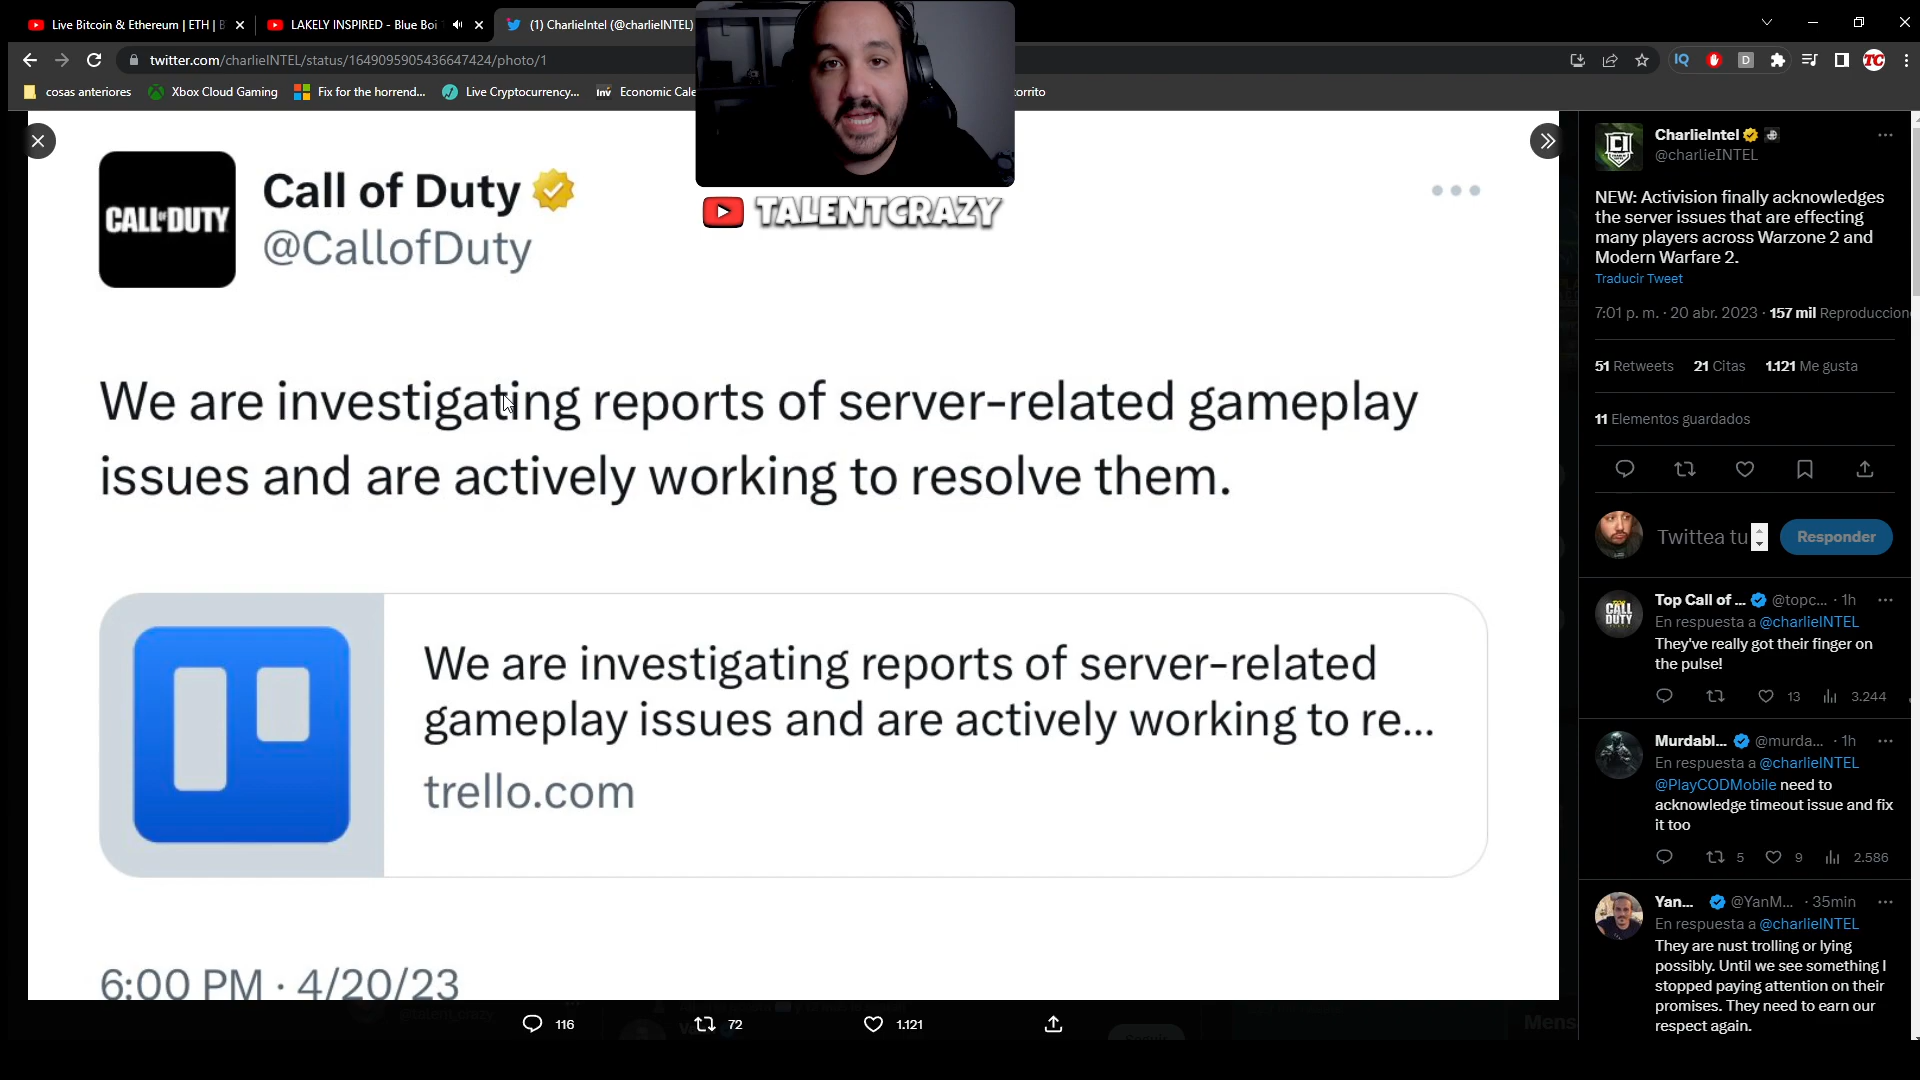 Live Bitcoin & Ethereum | ETH | B
LAKELY INSPIRED - Blue Boi
(1) CharlieIntel (@charlieINTEL)
twitter.com/charlieINTEL/status/1649095905436647424/photo/1
cosas anteriores
Xbox Cloud Gaming
Fix for the horrend...
Live Cryptocurrency...
Economic Cale
orrito
TALENTCRAZY
CALL OF DUTY
Call of Duty
@CallofDuty
We are investigating reports of server-related gameplay
issues and are actively working to resolve them.
We are investigating reports of server-related
gameplay issues and are actively working to re...
trello.com
6:00 PM · 4/20/23
116
72
1.121
CharlieIntel
@charlieINTEL
NEW: Activision finally acknowledges
the server issues that are effecting
many players across Warzone 2 and
Modern Warfare 2.
Traducir Tweet
7:01 p. m. · 20 abr. 2023 · 157 mil Reproduccion
51 Retweets 21 Citas 1.121 Me gusta
11 Elementos guardados
Twittea tu
Responder
Top Call of ... @topc... · 1h
En respuesta a @charlieINTEL
They've really got their finger on
the pulse!
13 3.244
Murdabl... @murda... · 1h
En respuesta a @charlieINTEL
@PlayCODMobile need to
acknowledge timeout issue and fix
it too
5 9 2.586
Yan... @YanM... · 35min
En respuesta a @charlieINTEL
They are nust trolling or lying
possibly. Until we see something I
stopped paying attention on their
promises. They need to earn our
respect again.
Mens